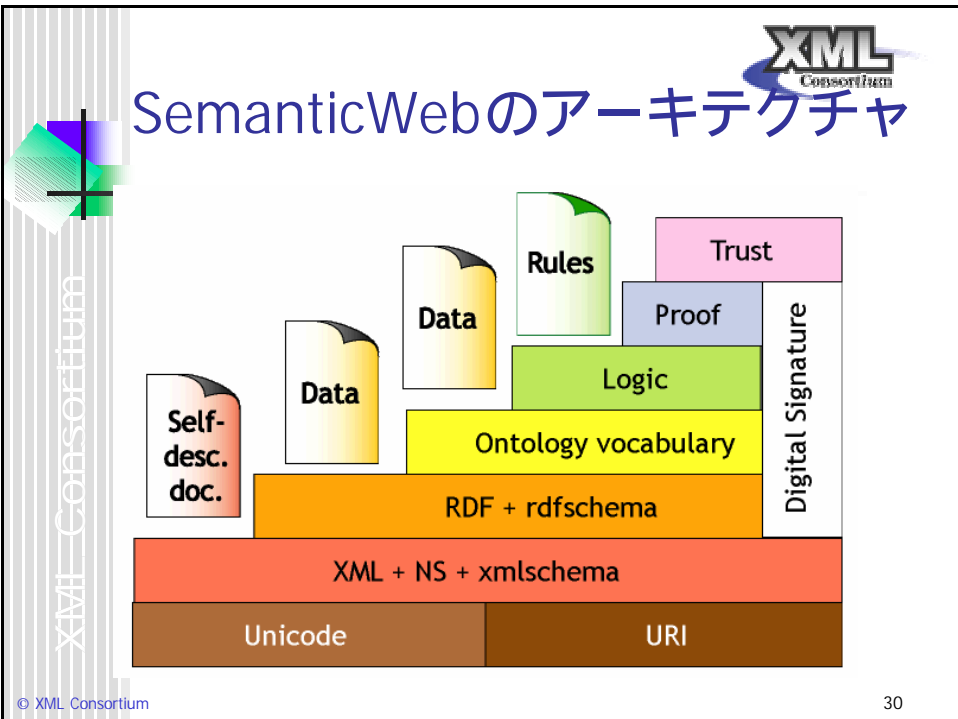 XML
Consortium
SemanticWebのアーキテクチャ
XML Consortium
Rules
Trust
Data
Proof
Data
Logic
Digital Signature
Self-
desc.
doc.
Ontology vocabulary
RDF + rdfschema
XML + NS + xmlschema
Unicode
URI
© XML Consortium
30